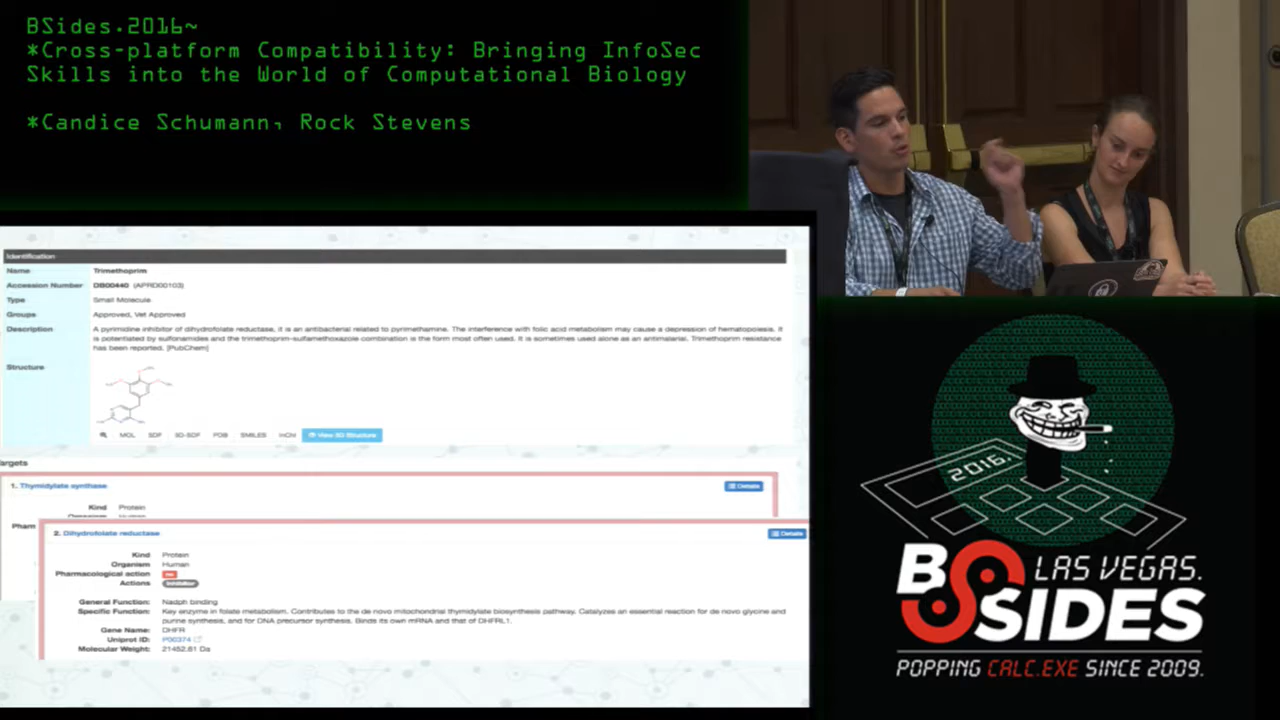 BSides.2016~
*Cross-platform Compatibility: Bringing InfoSec
Skills into the World of Computational Biology
*Candice Schumann, Rock Stevens
Identification
Name Trimethoprim
Accession Number DB00440 (APRD00103)
Type Small Molecule
Groups Approved, Vet Approved
Description A pyrimidine inhibitor of dihydrofolate reductase, it is an antibacterial related to pyrimethamine. The interference with folic acid metabolism may cause a depression of hematopoiesis. It
is potentiated by sulfonamides and the trimethoprim-sulfamethoxazole combination is the form most often used. It is sometimes used alone as an antimalarial. Trimethoprim resistance
has been reported. [PubChem]
Structure
MOL SDF 3D-SDF PDB SMILES InChI View 3D Structure
argets
1. Thymidylate synthase Details
Kind Protein
Pharm
2. Dihydrofolate reductase Details
Kind Protein
Organism Human
Pharmacological action
Actions inhibitor
General Function: Nadph binding
Specific Function: Key enzyme in folate metabolism. Contributes to the de novo mitochondrial thymidylate biosynthesis pathway. Catalyzes an essential reaction for de novo glycine and
purine synthesis, and for DNA precursor synthesis. Binds its own mRNA and that of DHFRL1.
Gene Name: DHFR
Uniprot ID: P00374
Molecular Weight: 21452.61 Da
2016.
BSIDES
LAS VEGAS.
POPPING CALC.EXE SINCE 2009.